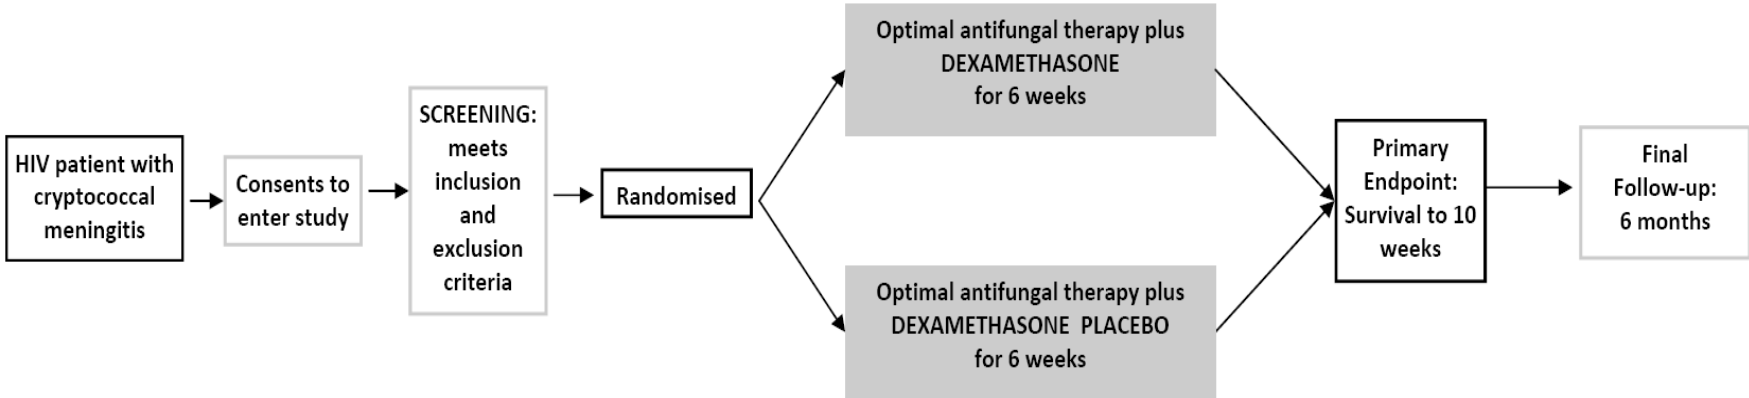 HIV patient with
cryptococcal
meningitis
Consents to
enter study
SCREENING:
meets
inclusion
and
exclusion
criteria
Randomised
Optimal antifungal therapy plus
DEXAMETHASONE
for 6 weeks
Optimal antifungal therapy plus
DEXAMETHASONE PLACEBO
for 6 weeks
Primary
Endpoint:
Survival to 10
weeks
Final
Follow-up:
6 months